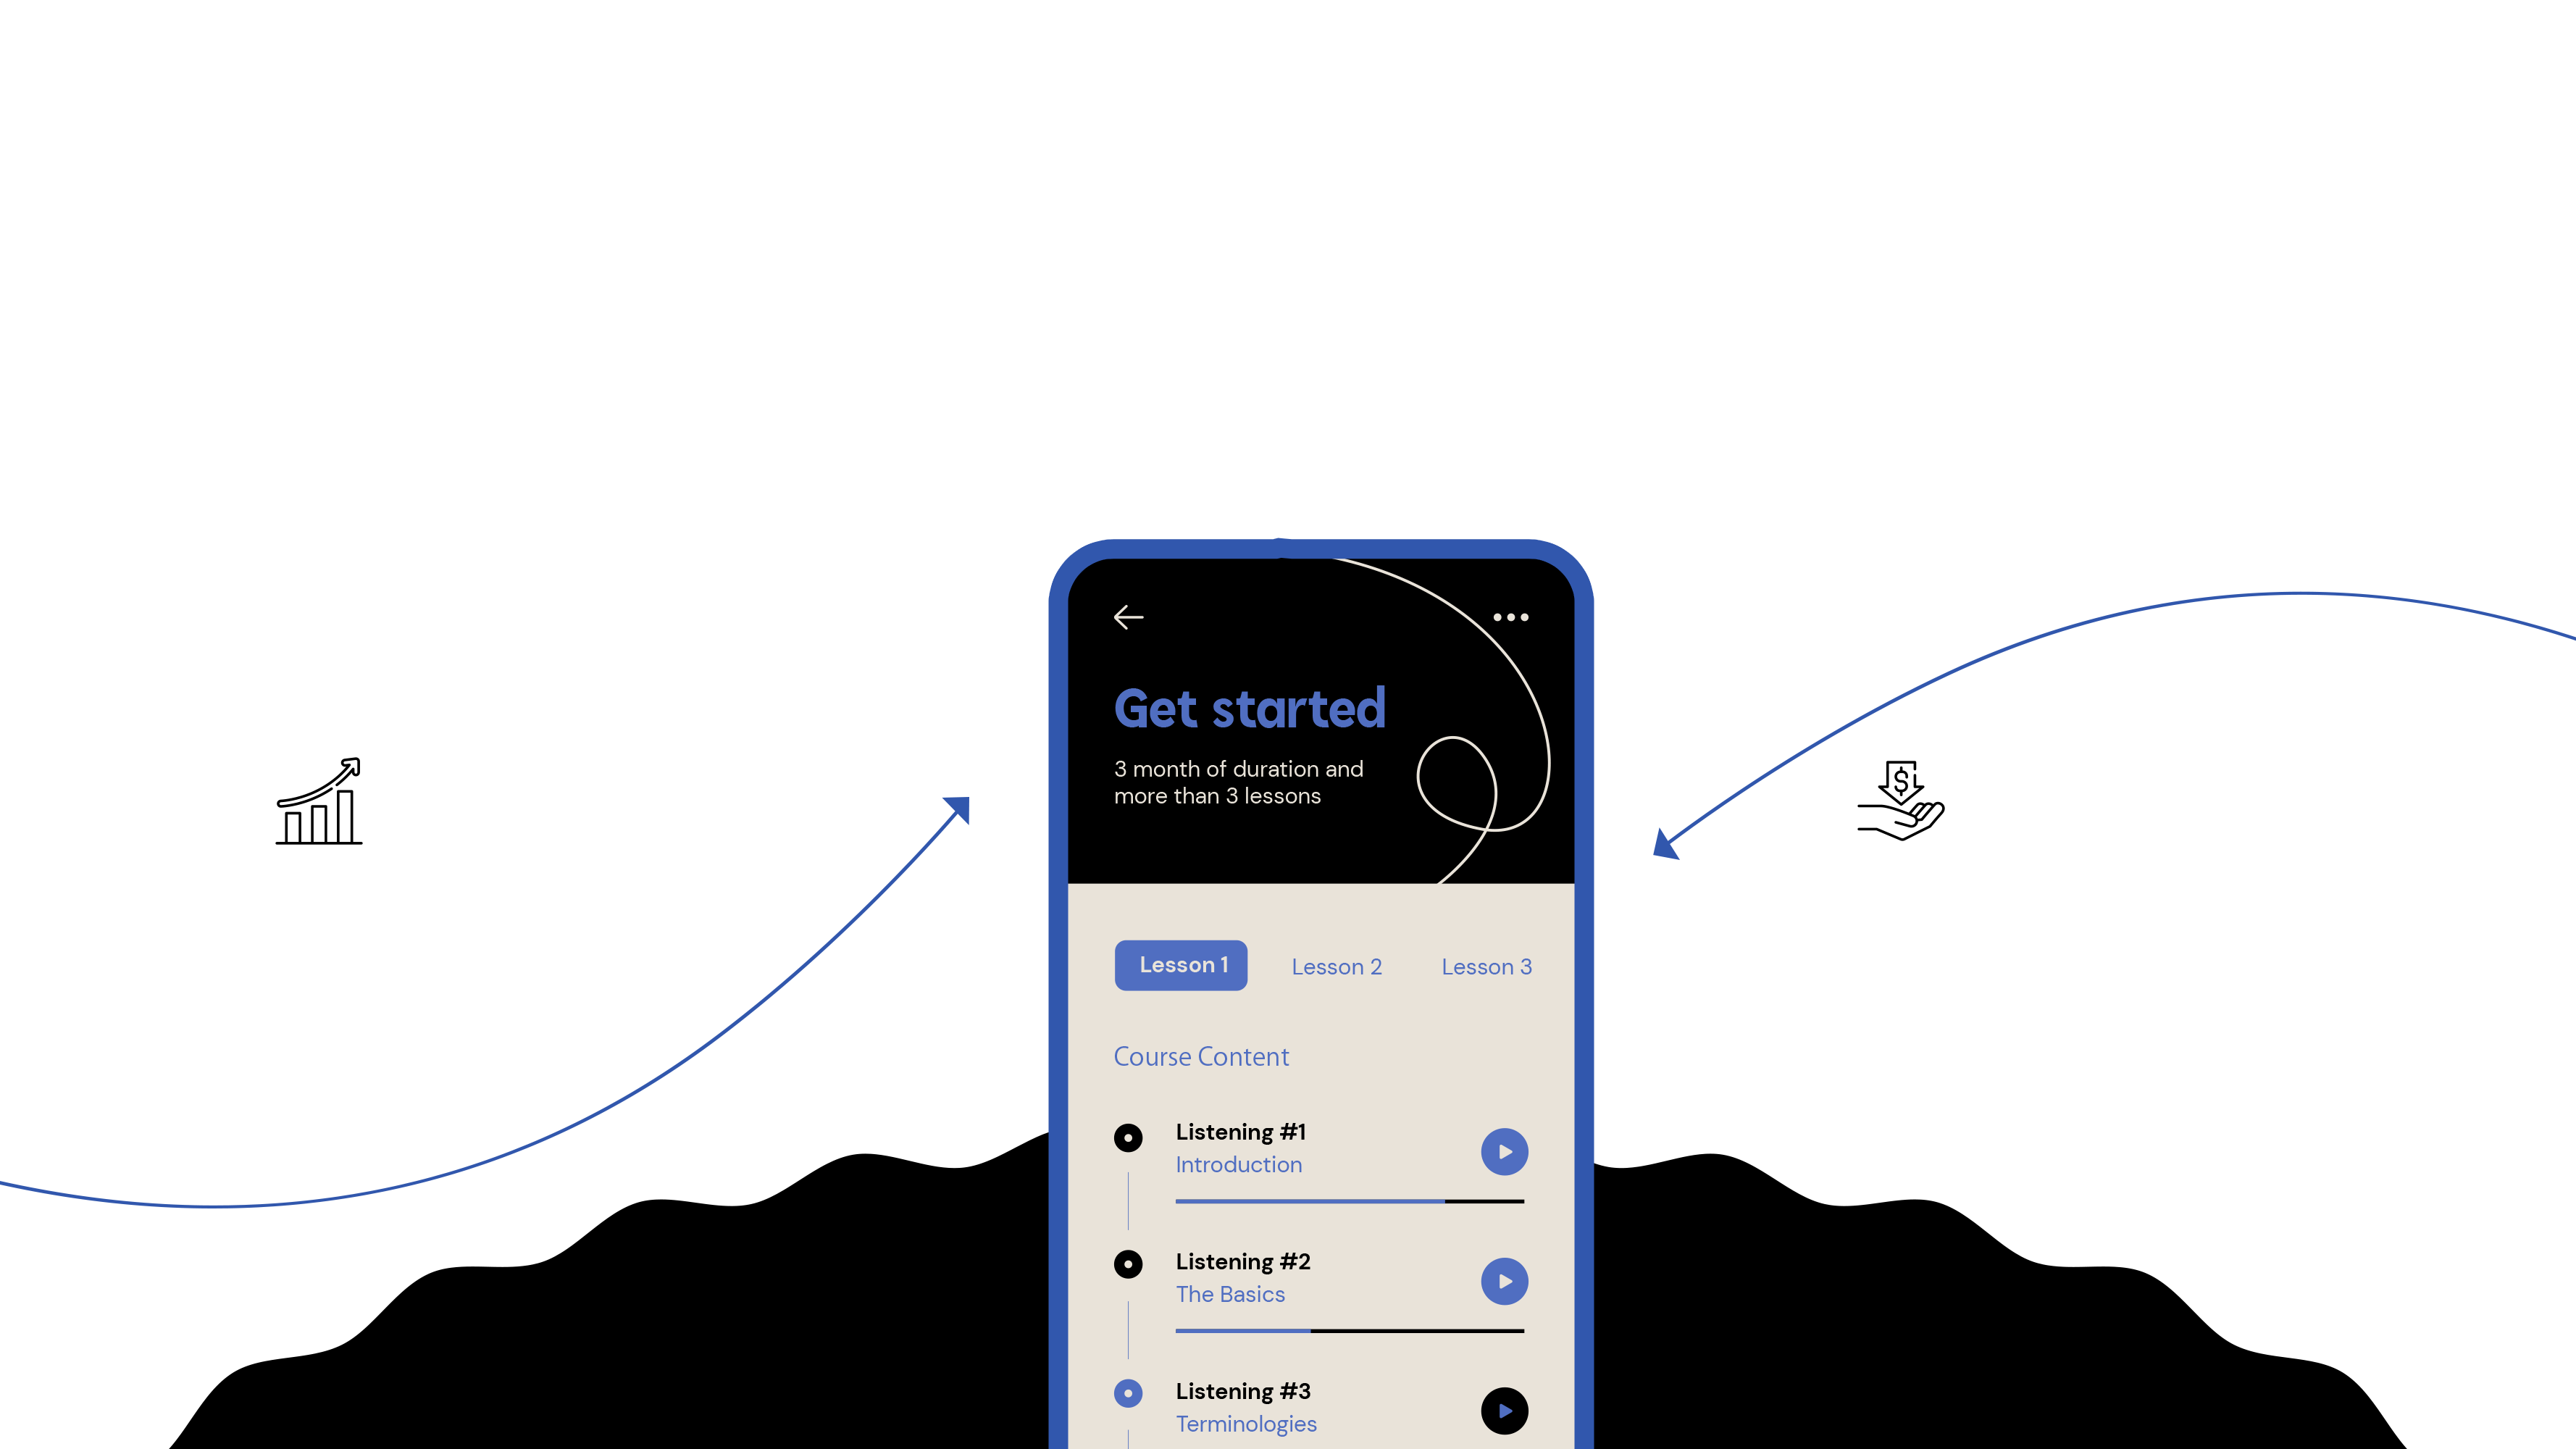 Get started
3 month of duration and
more than 3 lessons
Lesson 1 Lesson 2 Lesson 3
Course Content
Listening #1
Introduction
Listening #2
The Basics
Listening #3
Terminologies
$